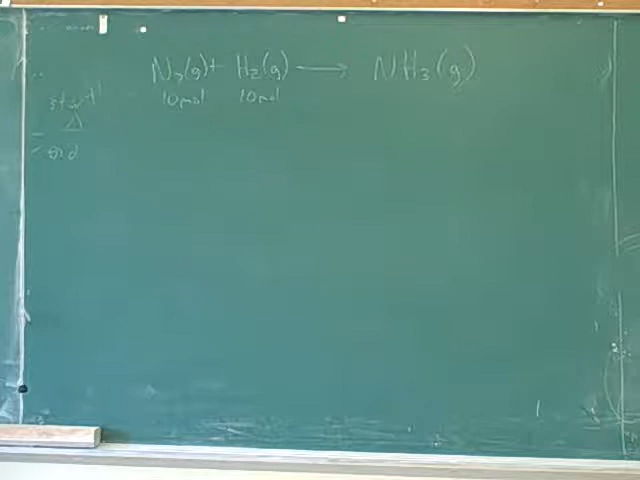 N₂(g) + H₂(g) ⟶ NH₃(g)
10mol 10mol
start
Δ
end